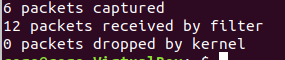 6 packets captured
12 packets received by filter
0 packets dropped by kernel